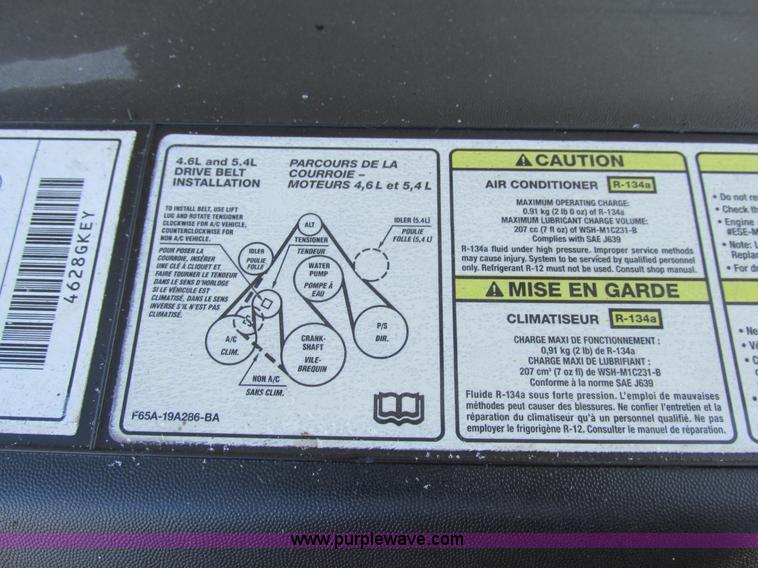 4628GKEY
4.6L and 5.4L
DRIVE BELT
INSTALLATION
PARCOURS DE LA
COURROIE –
MOTEURS 4,6 L et 5,4 L
TO INSTALL BELT, USE LIFT
LUG AND ROTATE TENSIONER
CLOCKWISE FOR A/C VEHICLE,
COUNTERCLOCKWISE FOR
NON A/C VEHICLE.
POUR POSER LA
COURROIE, INSÉRER
UNE CLÉ À CLIQUET ET
FAIRE TOURNER LE TENDEUR
DANS LE SENS D'HORLOGE
SI LE VÉHICULE EST
CLIMATISÉ, DANS LE SENS
INVERSE S'IL N'EST PAS
CLIMATISÉ.
ALT
IDLER (5.4L)
POULIE
FOLLE (5,4 L)
TENSIONER
TENDEUR
IDLER
POULIE
FOLLE
WATER
PUMP
POMPE À
EAU
A/C
CLIM.
CRANK-
SHAFT
VILE-
BREQUIN
P/S
DIR.
NON A/C
SANS CLIM.
F65A-19A286-BA
CAUTION
AIR CONDITIONER R-134a
MAXIMUM OPERATING CHARGE:
0.91 kg (2 lb 0 oz) of R-134a
MAXIMUM LUBRICANT CHARGE VOLUME:
207 cc (7 fl oz) of WSH-M1C231-B
Complies with SAE J639
R-134a fluid under high pressure. Improper service methods
may cause injury. System to be serviced by qualified personnel
only. Refrigerant R-12 must not be used. Consult shop manual.
MISE EN GARDE
CLIMATISEUR R-134a
CHARGE MAXI DE FONCTIONNEMENT :
0,91 kg (2 lb) de R-134a
CHARGE MAXI DE LUBRIFIANT :
207 cm³ (7 oz fl) de WSH-M1C231-B
Conforme à la norme SAE J639
Fluide R-134a sous forte pression. L'emploi de mauvaises
méthodes peut causer des blessures. Ne confier l'entretien et la
réparation du climatiseur qu'à un personnel qualifié. Ne pas
employer le frigorigène R-12. Consulter le manuel de réparation.
• Do not re
• Check th
• Engine
#ESE-M
• Note: L
Repla
• For d
• Ne
• Vé
• C
www.purplewave.com